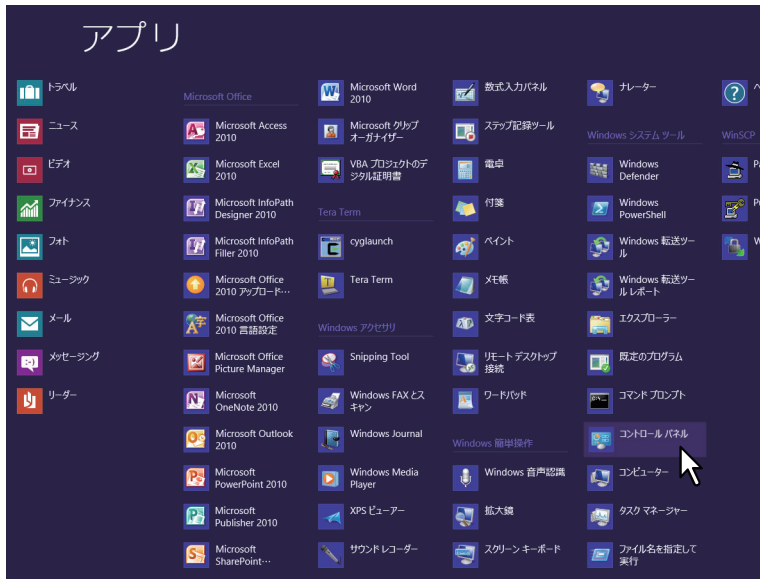 アプリ
トラベル
ニュース
ビデオ
ファイナンス
フォト
ミュージック
メール
メッセージング
リーダー
Microsoft Office
Microsoft Access
2010
Microsoft Excel
2010
Microsoft InfoPath
Designer 2010
Microsoft InfoPath
Filler 2010
Microsoft Office
2010 アップロード…
Microsoft Office
2010 言語設定
Microsoft Office
Picture Manager
Microsoft
OneNote 2010
Microsoft Outlook
2010
Microsoft
PowerPoint 2010
Microsoft
Publisher 2010
Microsoft
SharePoint…
Microsoft Word
2010
Microsoft クリップ
オーガナイザー
VBA プロジェクトのデ
ジタル証明書
Tera Term
cyglaunch
Tera Term
Windows アクセサリ
Snipping Tool
Windows FAX とス
キャン
Windows Journal
Windows Media
Player
XPS ビューアー
サウンド レコーダー
数式入力パネル
ステップ記録ツール
電卓
付箋
ペイント
メモ帳
文字コード表
リモート デスクトップ
接続
ワードパッド
Windows 簡単操作
Windows 音声認識
拡大鏡
スクリーン キーボード
ナレーター
Windows システム ツール
Windows
Defender
Windows
PowerShell
Windows 転送ツー
ル
Windows 転送ツー
ル レポート
エクスプローラー
既定のプログラム
コマンド プロンプト
コントロール パネル
コンピューター
タスク マネージャー
ファイル名を指定して
実行
WinSCP